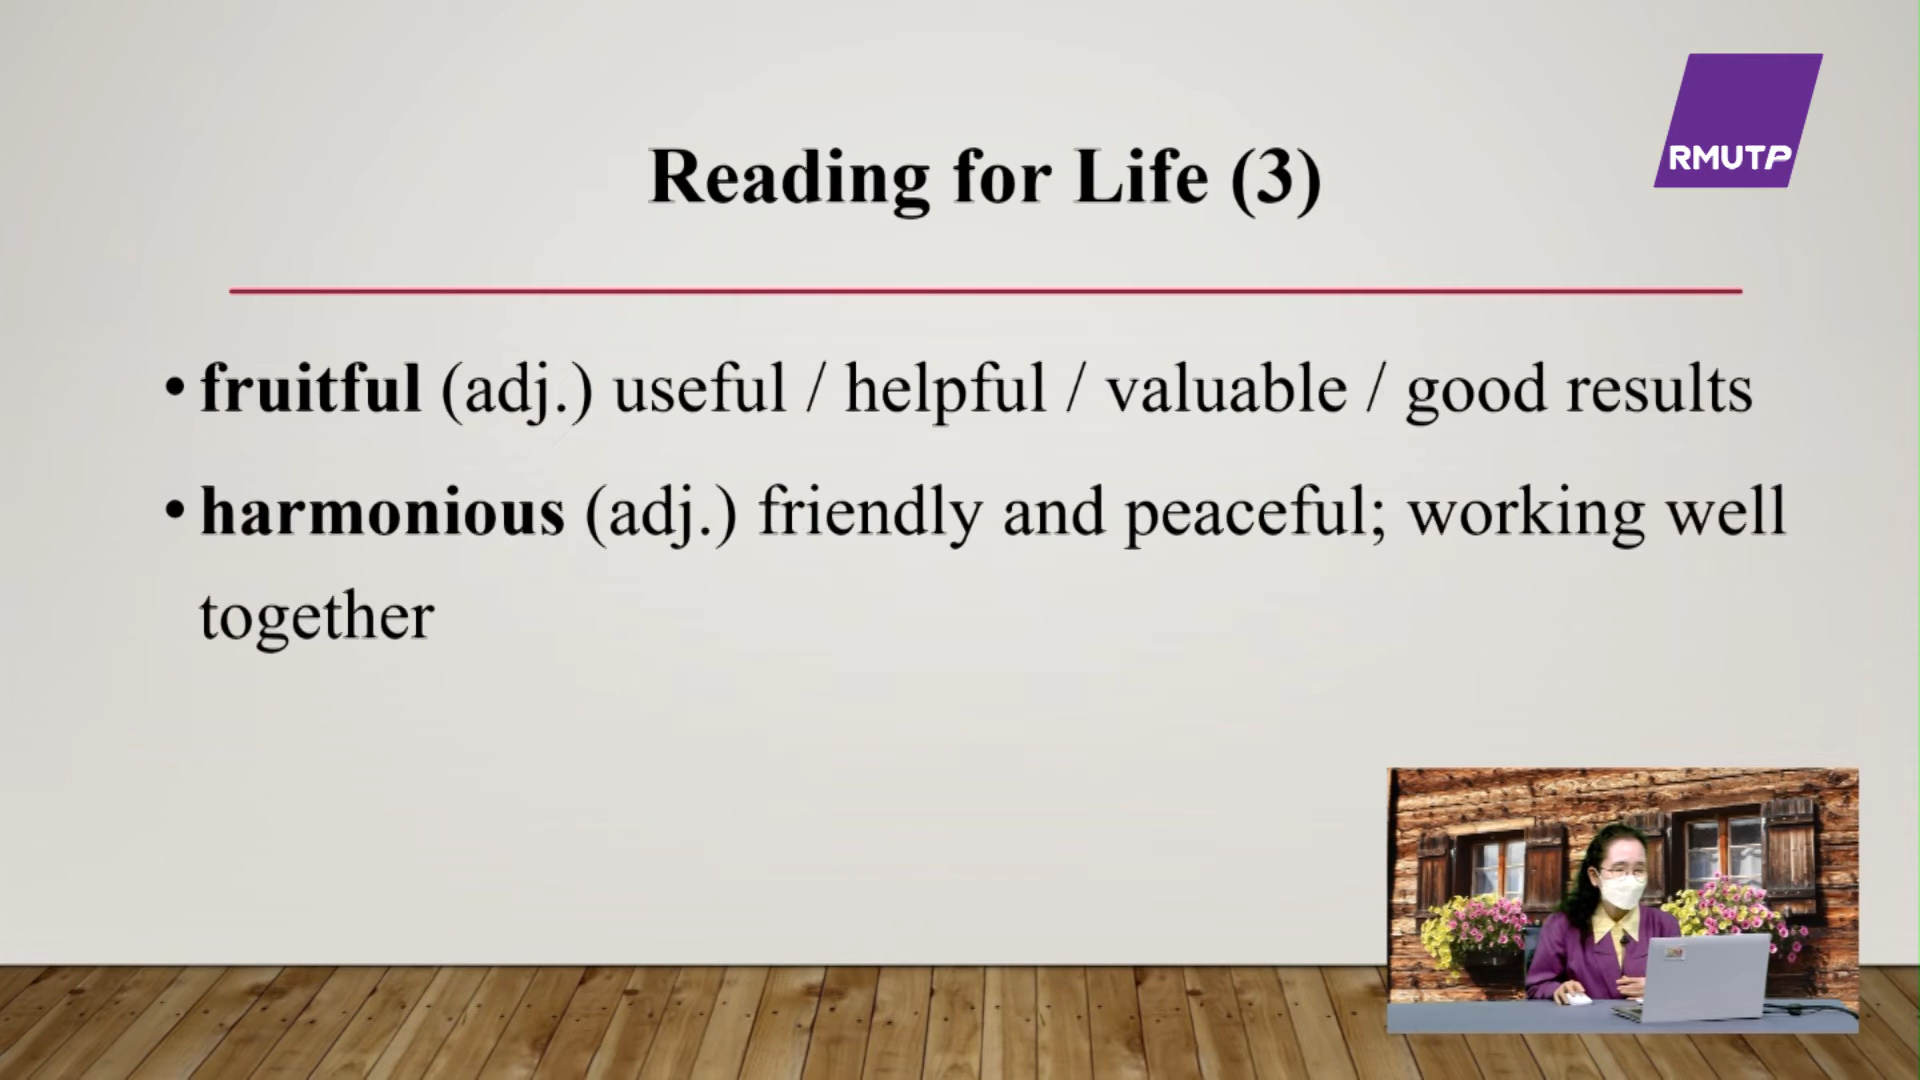 RMUTP
Reading for Life (3)
• fruitful (adj.) useful / helpful / valuable / good results
• harmonious (adj.) friendly and peaceful; working well
together